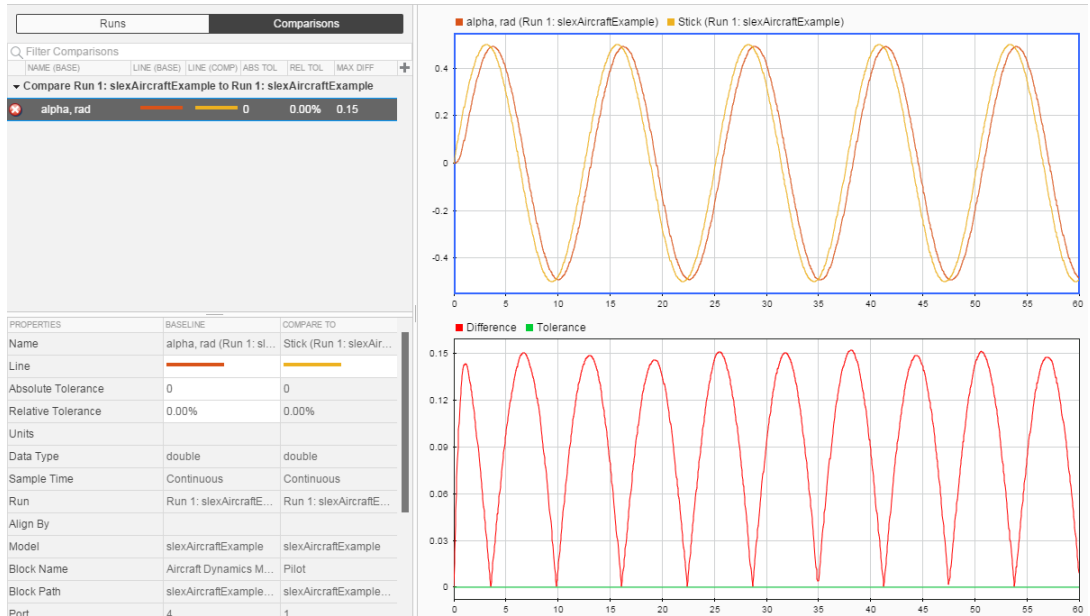 Runs Comparisons
Filter Comparisons
NAME (BASE) LINE (BASE) LINE (COMP) ABS TOL REL TOL MAX DIFF
Compare Run 1: slexAircraftExample to Run 1: slexAircraftExample
alpha, rad 0 0.00% 0.15
PROPERTIES BASELINE COMPARE TO
Name alpha, rad (Run 1: sl... Stick (Run 1: slexAir...
Line
Absolute Tolerance 0 0
Relative Tolerance 0.00% 0.00%
Units
Data Type double double
Sample Time Continuous Continuous
Run Run 1: slexAircraftE... Run 1: slexAircraftE...
Align By
Model slexAircraftExample slexAircraftExample
Block Name Aircraft Dynamics M... Pilot
Block Path slexAircraftExample... slexAircraftExample...
Port 4 1
alpha, rad (Run 1: slexAircraftExample) Stick (Run 1: slexAircraftExample)
0.4
0.2
0
-0.2
-0.4
0 5 10 15 20 25 30 35 40 45 50 55 60
Difference Tolerance
0.15
0.12
0.09
0.06
0.03
0
0 5 10 15 20 25 30 35 40 45 50 55 60